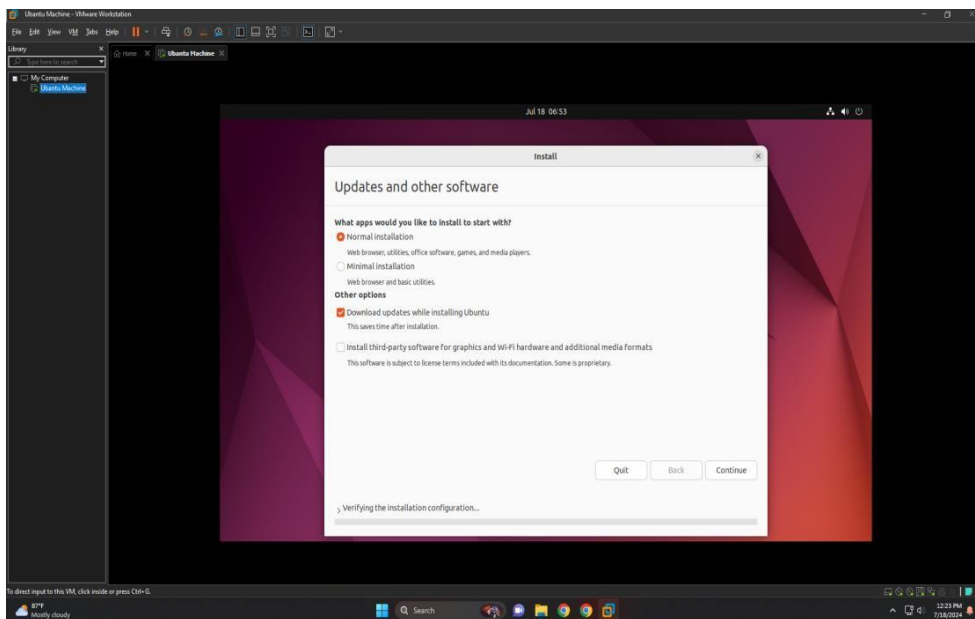 Ubantu Machine - VMware Workstation
File Edit View VM Tabs Help
Library
Type here to search
My Computer
Ubantu Machine
Home
Ubantu Machine
Jul 18 06:53
Install
Updates and other software
What apps would you like to install to start with?
Normal installation
Web browser, utilities, office software, games, and media players.
Minimal installation
Web browser and basic utilities.
Other options
Download updates while installing Ubuntu
This saves time after installation.
Install third-party software for graphics and Wi-Fi hardware and additional media formats
This software is subject to license terms included with its documentation. Some is proprietary.
Quit Back Continue
Verifying the installation configuration...
To direct input to this VM, click inside or press Ctrl+G.
87°F
Mostly cloudy
Search
12:23 PM
7/18/2024